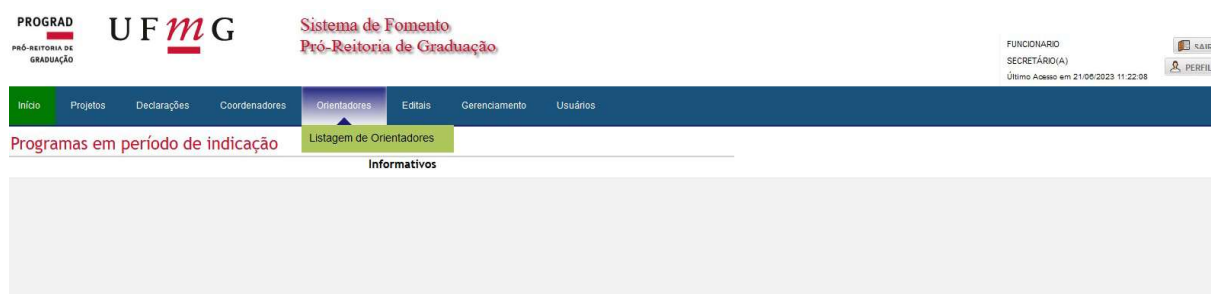 PROGRAD
PRÓ-REITORIA DE
GRADUAÇÃO
UFMG
Sistema de Fomento
Pró-Reitoria de Graduação
FUNCIONARIO
SECRETÁRIO(A)
Último Acesso em 21/06/2023 11:22:08
SAIR
PERFIL
Início Projetos Declarações Coordenadores Orientadores Editais Gerenciamento Usuários
Listagem de Orientadores
Programas em período de indicação
Informativos